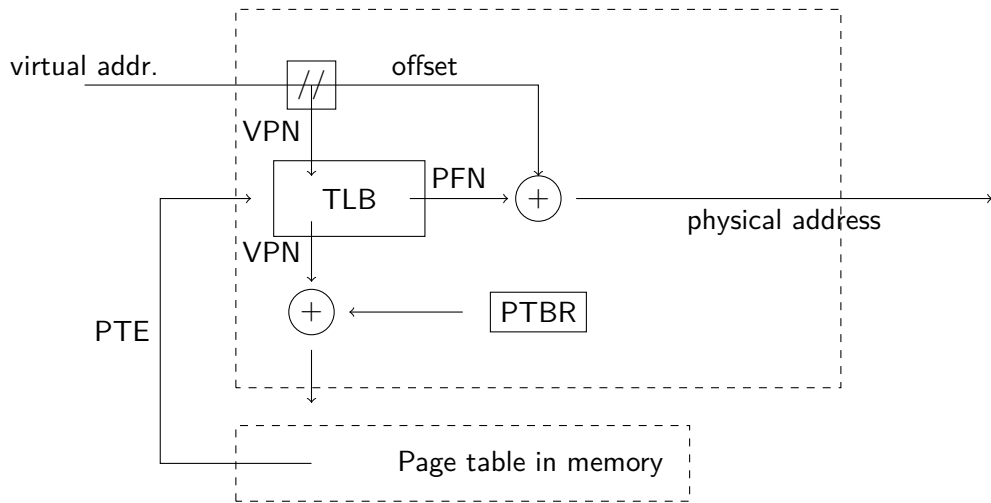 virtual addr.
//
offset
VPN
TLB
PFN
+
physical address
VPN
+
PTBR
PTE
Page table in memory